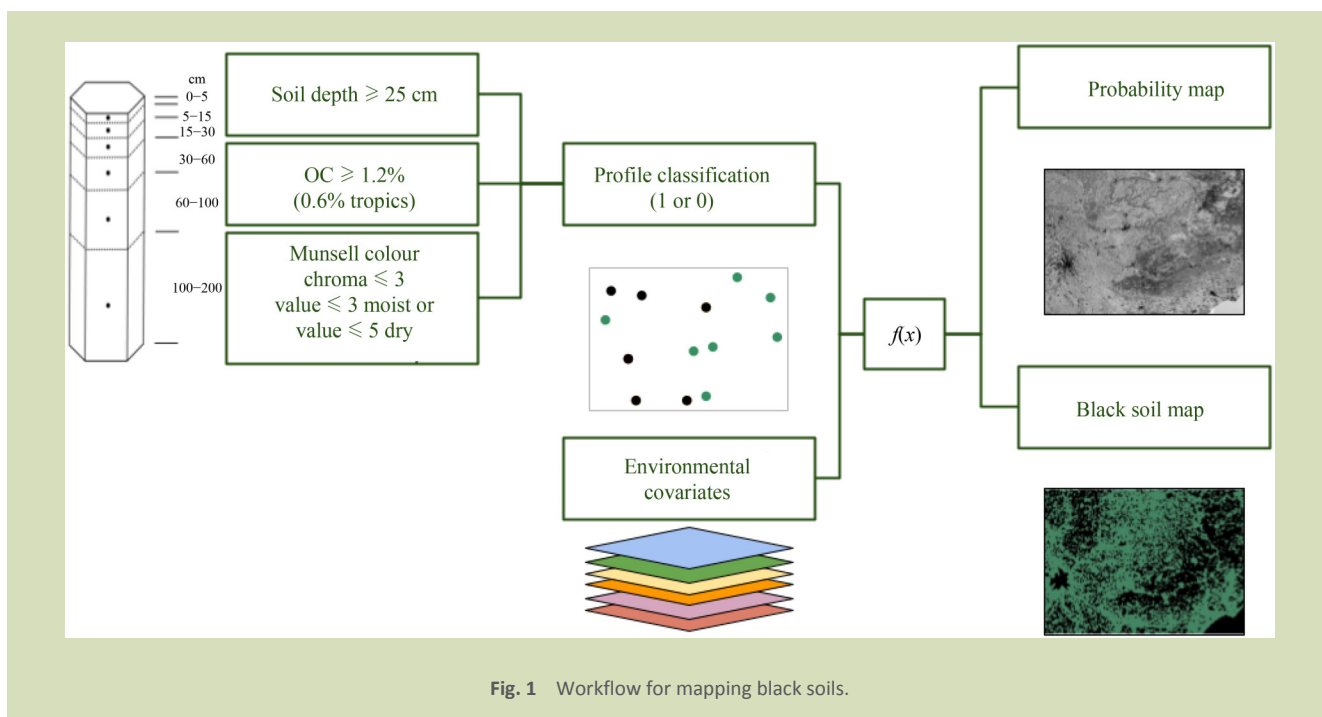 cm
0−5
5−15
15−30
30−60
60−100
100−200
Soil depth ⩾ 25 cm
OC ⩾ 1.2%
(0.6% tropics)
Munsell colour
chroma ⩽ 3
value ⩽ 3 moist or
value ⩽ 5 dry
Profile classification
(1 or 0)
Environmental
covariates
f(x)
Probability map
Black soil map
Fig. 1 Workflow for mapping black soils.